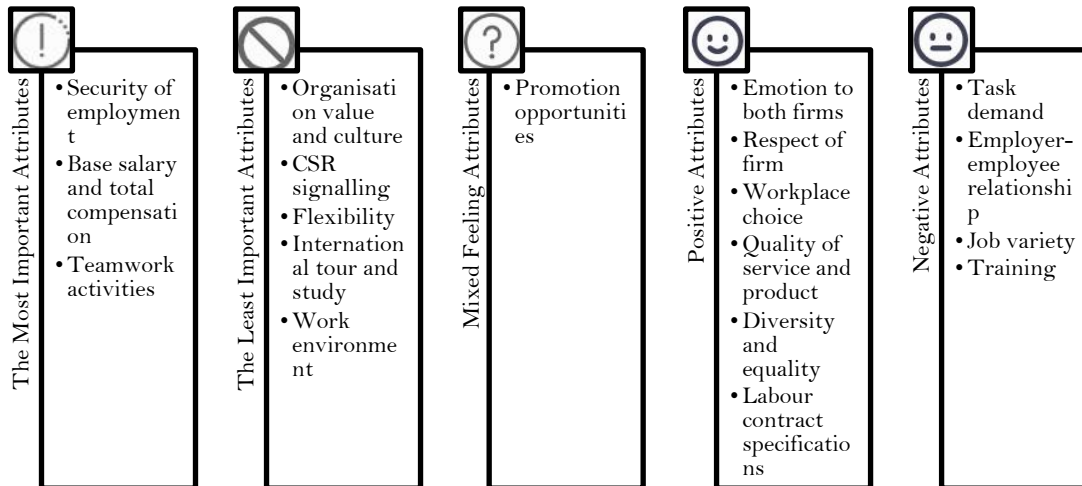 The Most Important Attributes
• Security of
employmen
t
• Base salary
and total
compensati
on
• Teamwork
activities
The Least Important Attributes
• Organisati
on value
and culture
• CSR
signalling
• Flexibility
• Internation
al tour and
study
• Work
environme
nt
Mixed Feeling Attributes
• Promotion
opportuniti
es
Positive Attributes
• Emotion to
both firms
• Respect of
firm
• Workplace
choice
• Quality of
service and
product
• Diversity
and
equality
• Labour
contract
specificatio
ns
Negative Attributes
• Task
demand
• Employer-
employee
relationshi
p
• Job variety
• Training